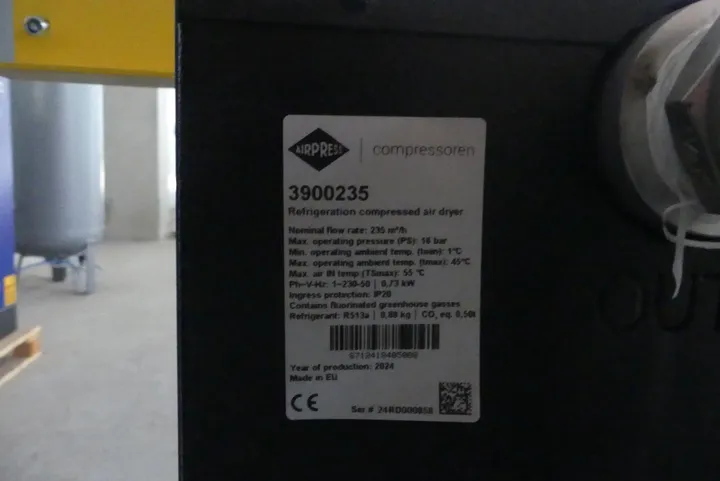 AIRPRESS | compressoren
3900235
Refrigeration compressed air dryer
Nominal flow rate: 235 m³/h
Max. operating pressure (PS): 16 bar
Min. operating ambient temp. (tmin): 1°C
Max. operating ambient temp. (tmax): 45°C
Max. air IN temp (TSmax): 55 °C
Ph-V-Hz: 1-230-50 | 0,73 kW
Ingress protection: IP20
Contains fluorinated greenhouse gasses
Refrigerant: R513a | 0,88 kg | CO₂ eq. 0,56t
Year of production: 2024
Made in EU
CE
Ser # 24RD000858
OUT